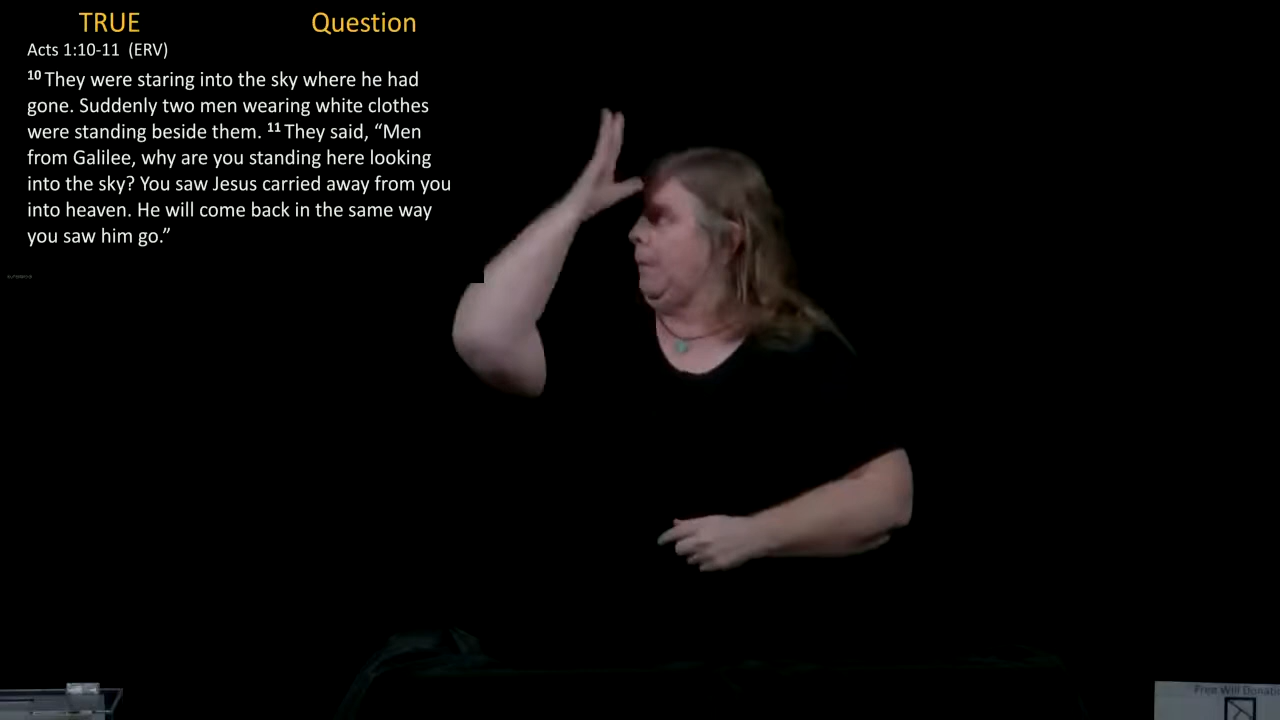 TRUE Question
Acts 1:10-11 (ERV)
10 They were staring into the sky where he had
gone. Suddenly two men wearing white clothes
were standing beside them. 11 They said, “Men
from Galilee, why are you standing here looking
into the sky? You saw Jesus carried away from you
into heaven. He will come back in the same way
you saw him go.”
Free Will